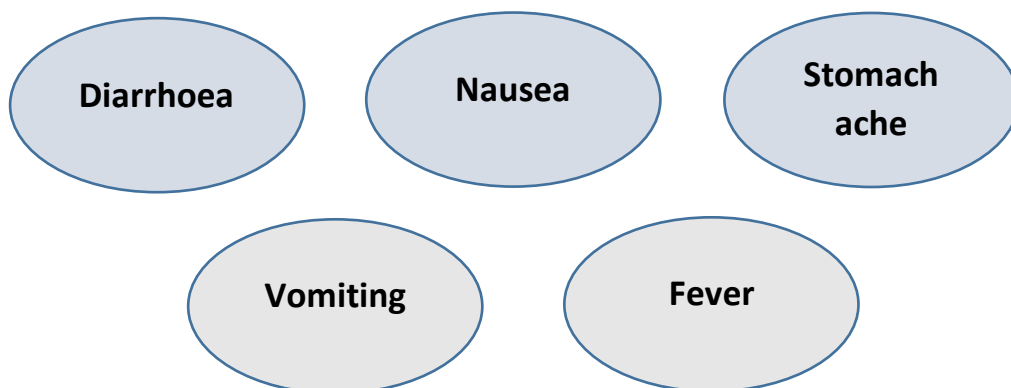 Diarrhoea
Nausea
Stomach
ache
Vomiting
Fever